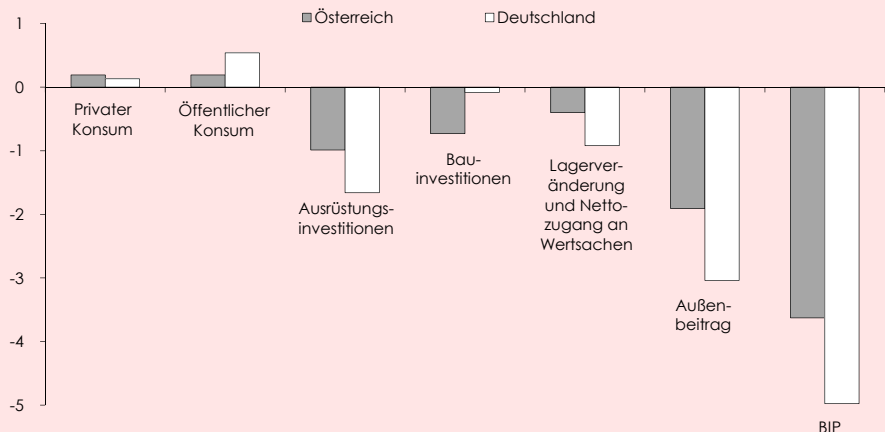 Österreich Deutschland
1
0
-1
-2
-3
-4
-5
Privater
Konsum
Öffentlicher
Konsum
Ausrüstungs-
investitionen
Bau-
investitionen
Lagerver-
änderung
und Netto-
zugang an
Wertsachen
Außen-
beitrag
BIP